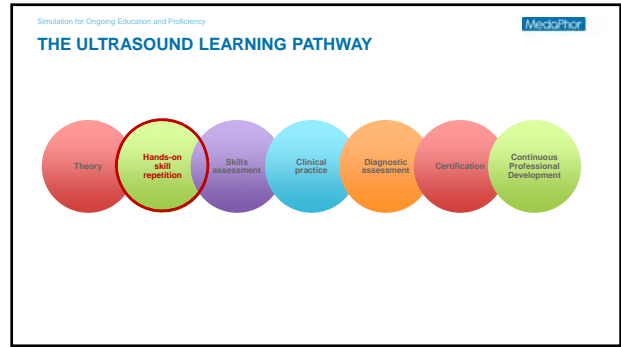 Simulation for Ongoing Education and Proficiency
MedaPhor
THE ULTRASOUND LEARNING PATHWAY
Theory
Hands-on
skill
repetition
Skills
assessment
Clinical
practice
Diagnostic
assessment
Certification
Continuous
Professional
Development